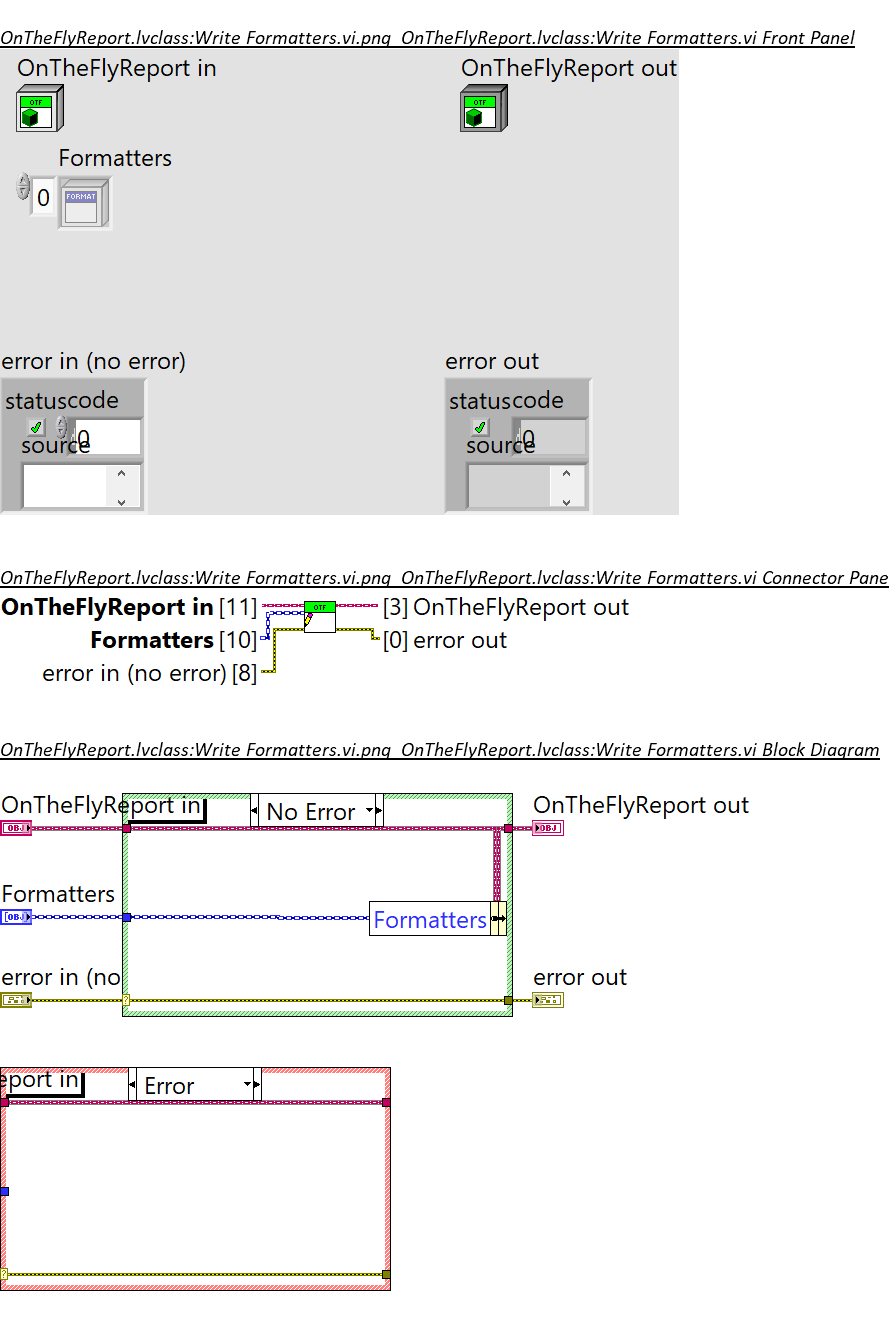 OnTheFlyReport.lvclass:Write Formatters.vi.png OnTheFlyReport.lvclass:Write Formatters.vi Front Panel
OnTheFlyReport in OnTheFlyReport out
OTF OTF
Formatters
0
FORMAT
error in (no error) error out
status code status code
0 0
source source
OnTheFlyReport.lvclass:Write Formatters.vi.png OnTheFlyReport.lvclass:Write Formatters.vi Connector Pane
OnTheFlyReport in [11] OTF [3] OnTheFlyReport out
Formatters [10] [0] error out
error in (no error) [8]
OnTheFlyReport.lvclass:Write Formatters.vi.png OnTheFlyReport.lvclass:Write Formatters.vi Block Diagram
OnTheFlyReport in No Error OnTheFlyReport out
OBJ OBJ
Formatters
OBJ Formatters
error in (no error out
?
eport in Error
?